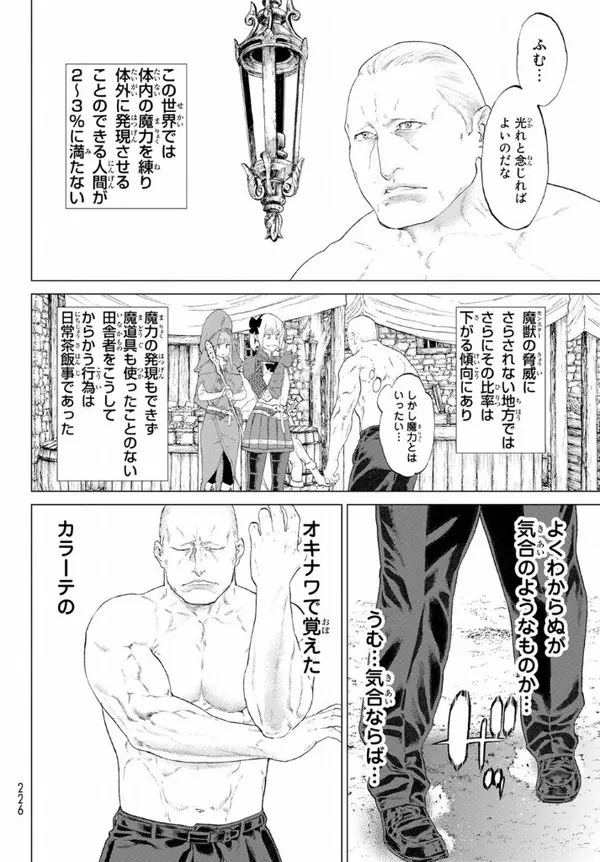 ふむ…
光れと念じれば
よいのだな
この世界では
体内の魔力を練り
体外に発現させる
ことのできる人間が
2~3%に満たない
魔獣の脅威に
さらされない地方では
さらにその比率は
下がる傾向にあり
しかし魔力とは
いったい…
魔力の発現もできず
魔道具も使ったことのない
田舎者をこうして
からかう行為は
日常茶飯事であった
よくわからぬが
気合のようなものか…
うむ…気合ならば…
オキナワで覚えた
カラーテの
226